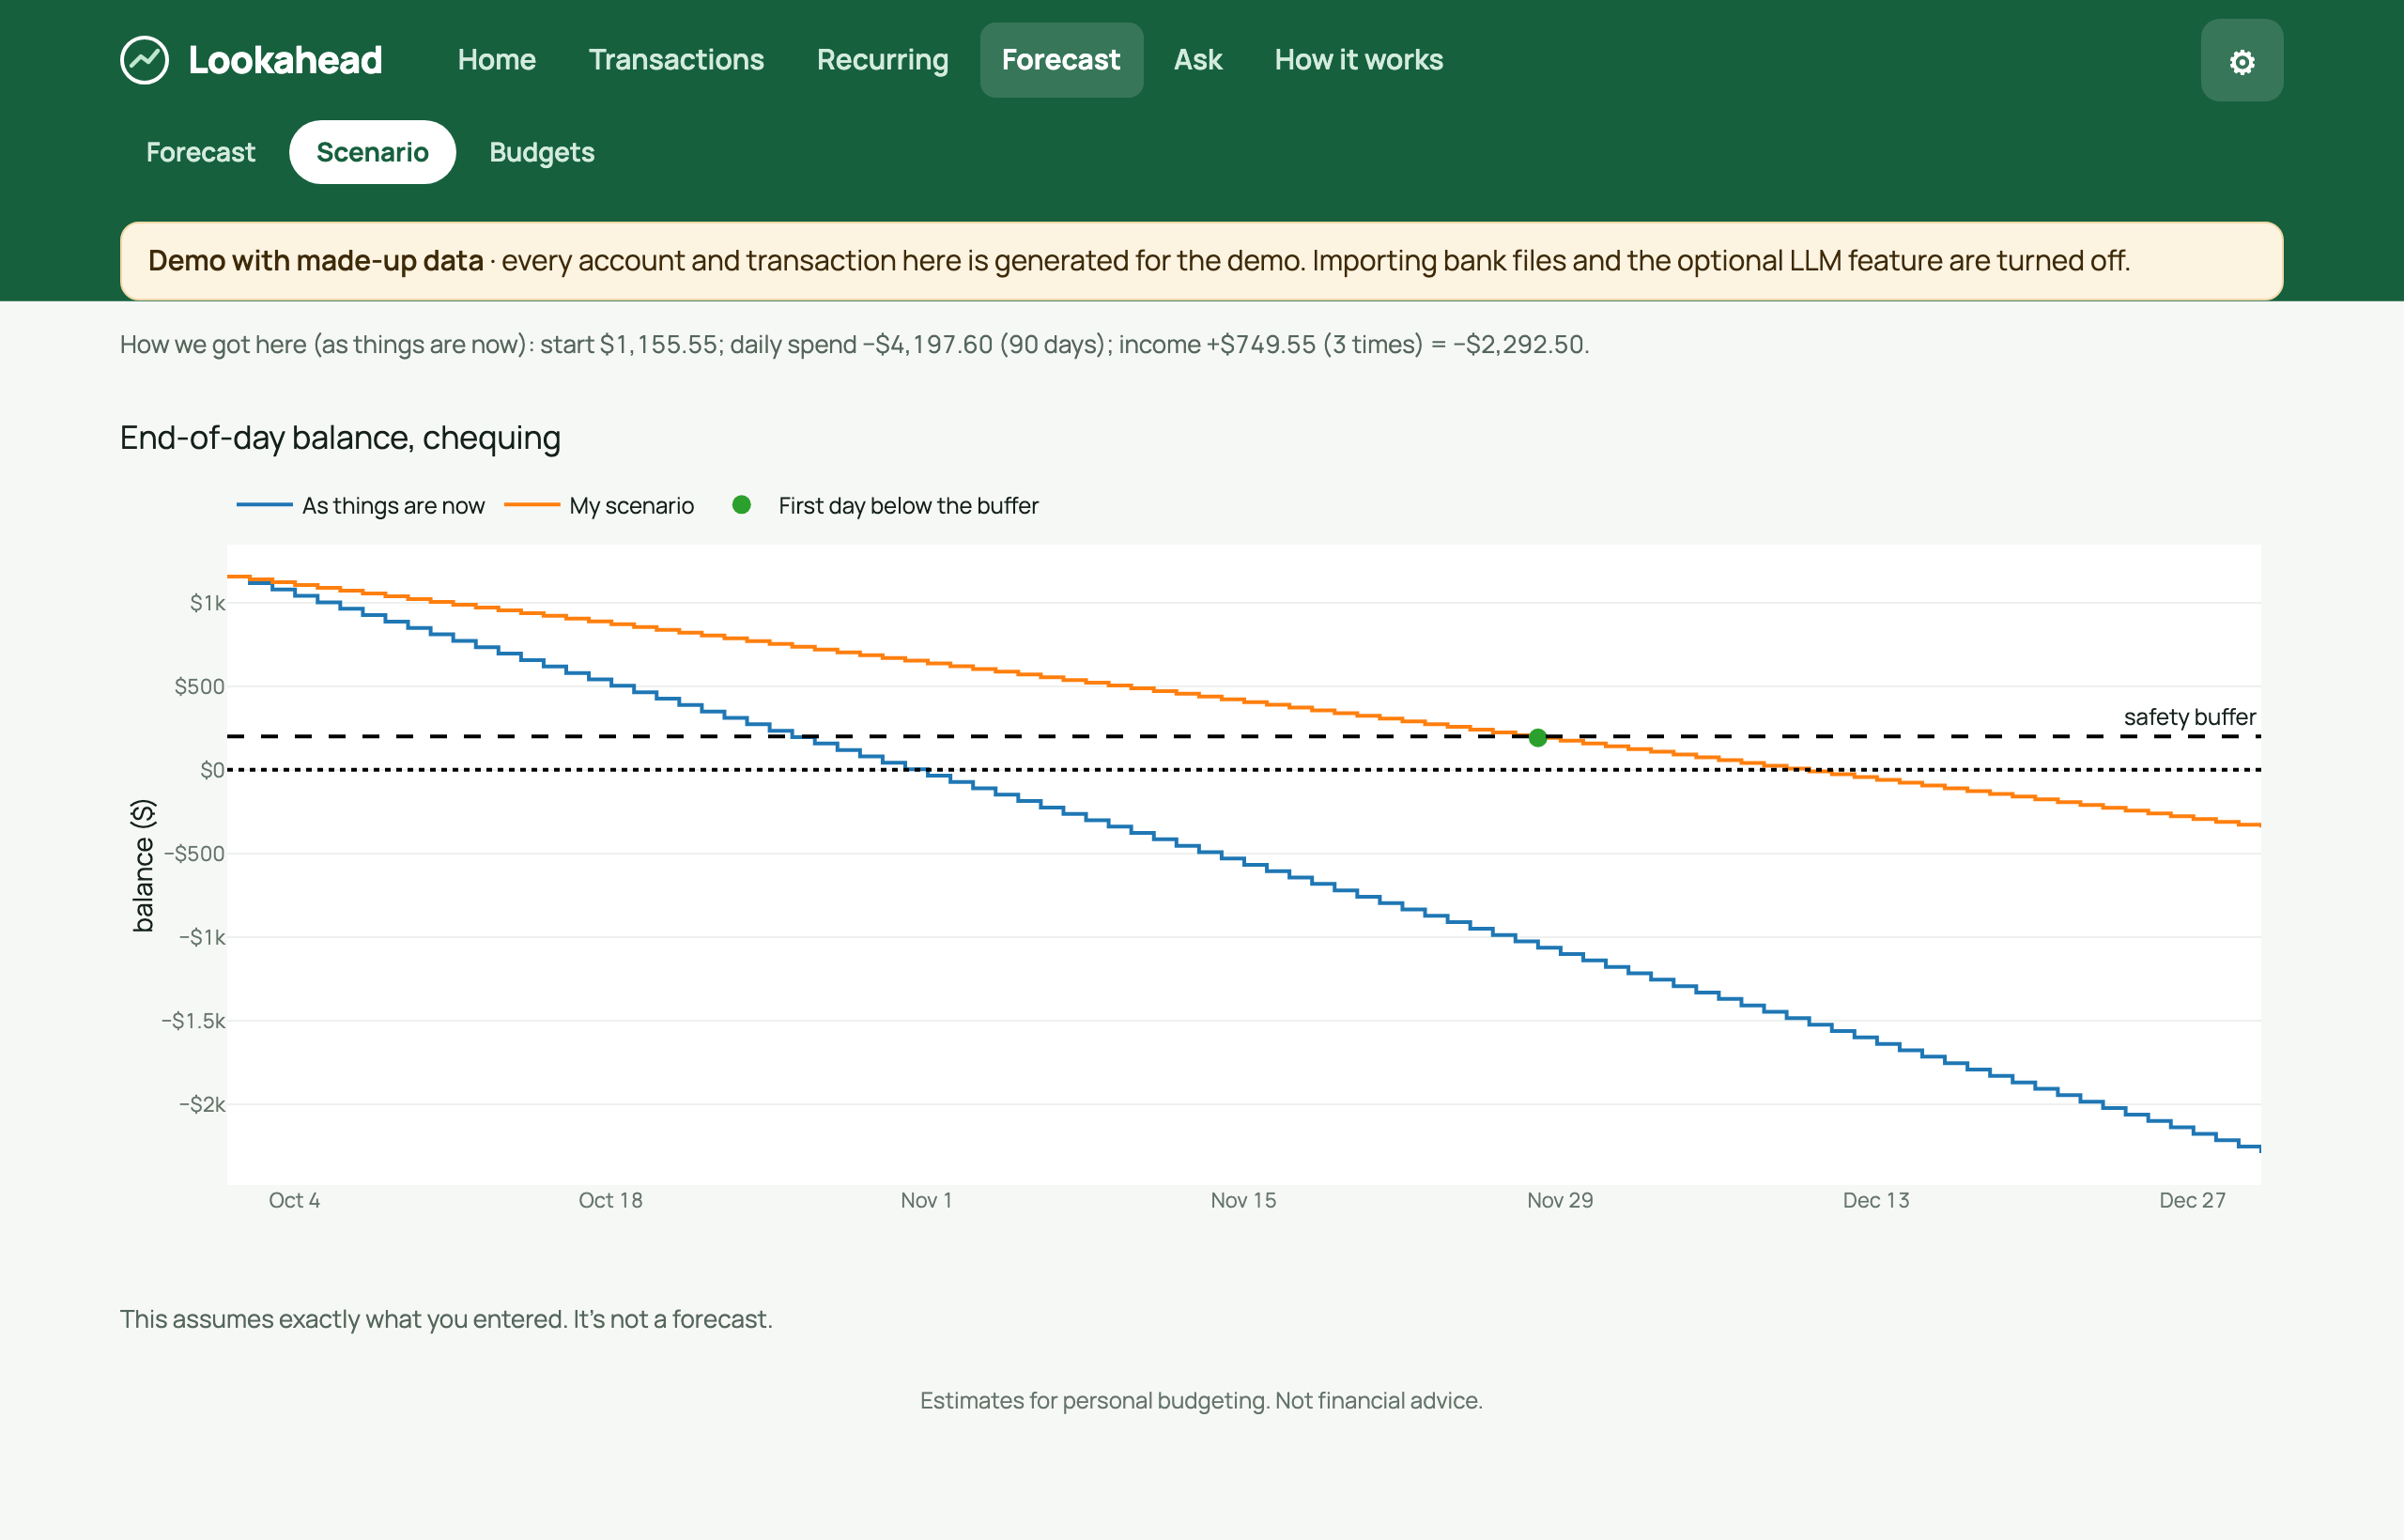 Lookahead
Home
Transactions
Recurring
Forecast
Ask
How it works
Forecast
Scenario
Budgets
Demo with made-up data · every account and transaction here is generated for the demo. Importing bank files and the optional LLM feature are turned off.
How we got here (as things are now): start $1,155.55; daily spend −$4,197.60 (90 days); income +$749.55 (3 times) = −$2,292.50.
End-of-day balance, chequing
As things are now
My scenario
First day below the buffer
$1k
$500
safety buffer
$0
balance ($)
−$500
−$1k
−$1.5k
−$2k
Oct 4
Oct 18
Nov 1
Nov 15
Nov 29
Dec 13
Dec 27
This assumes exactly what you entered. It’s not a forecast.
Estimates for personal budgeting. Not financial advice.